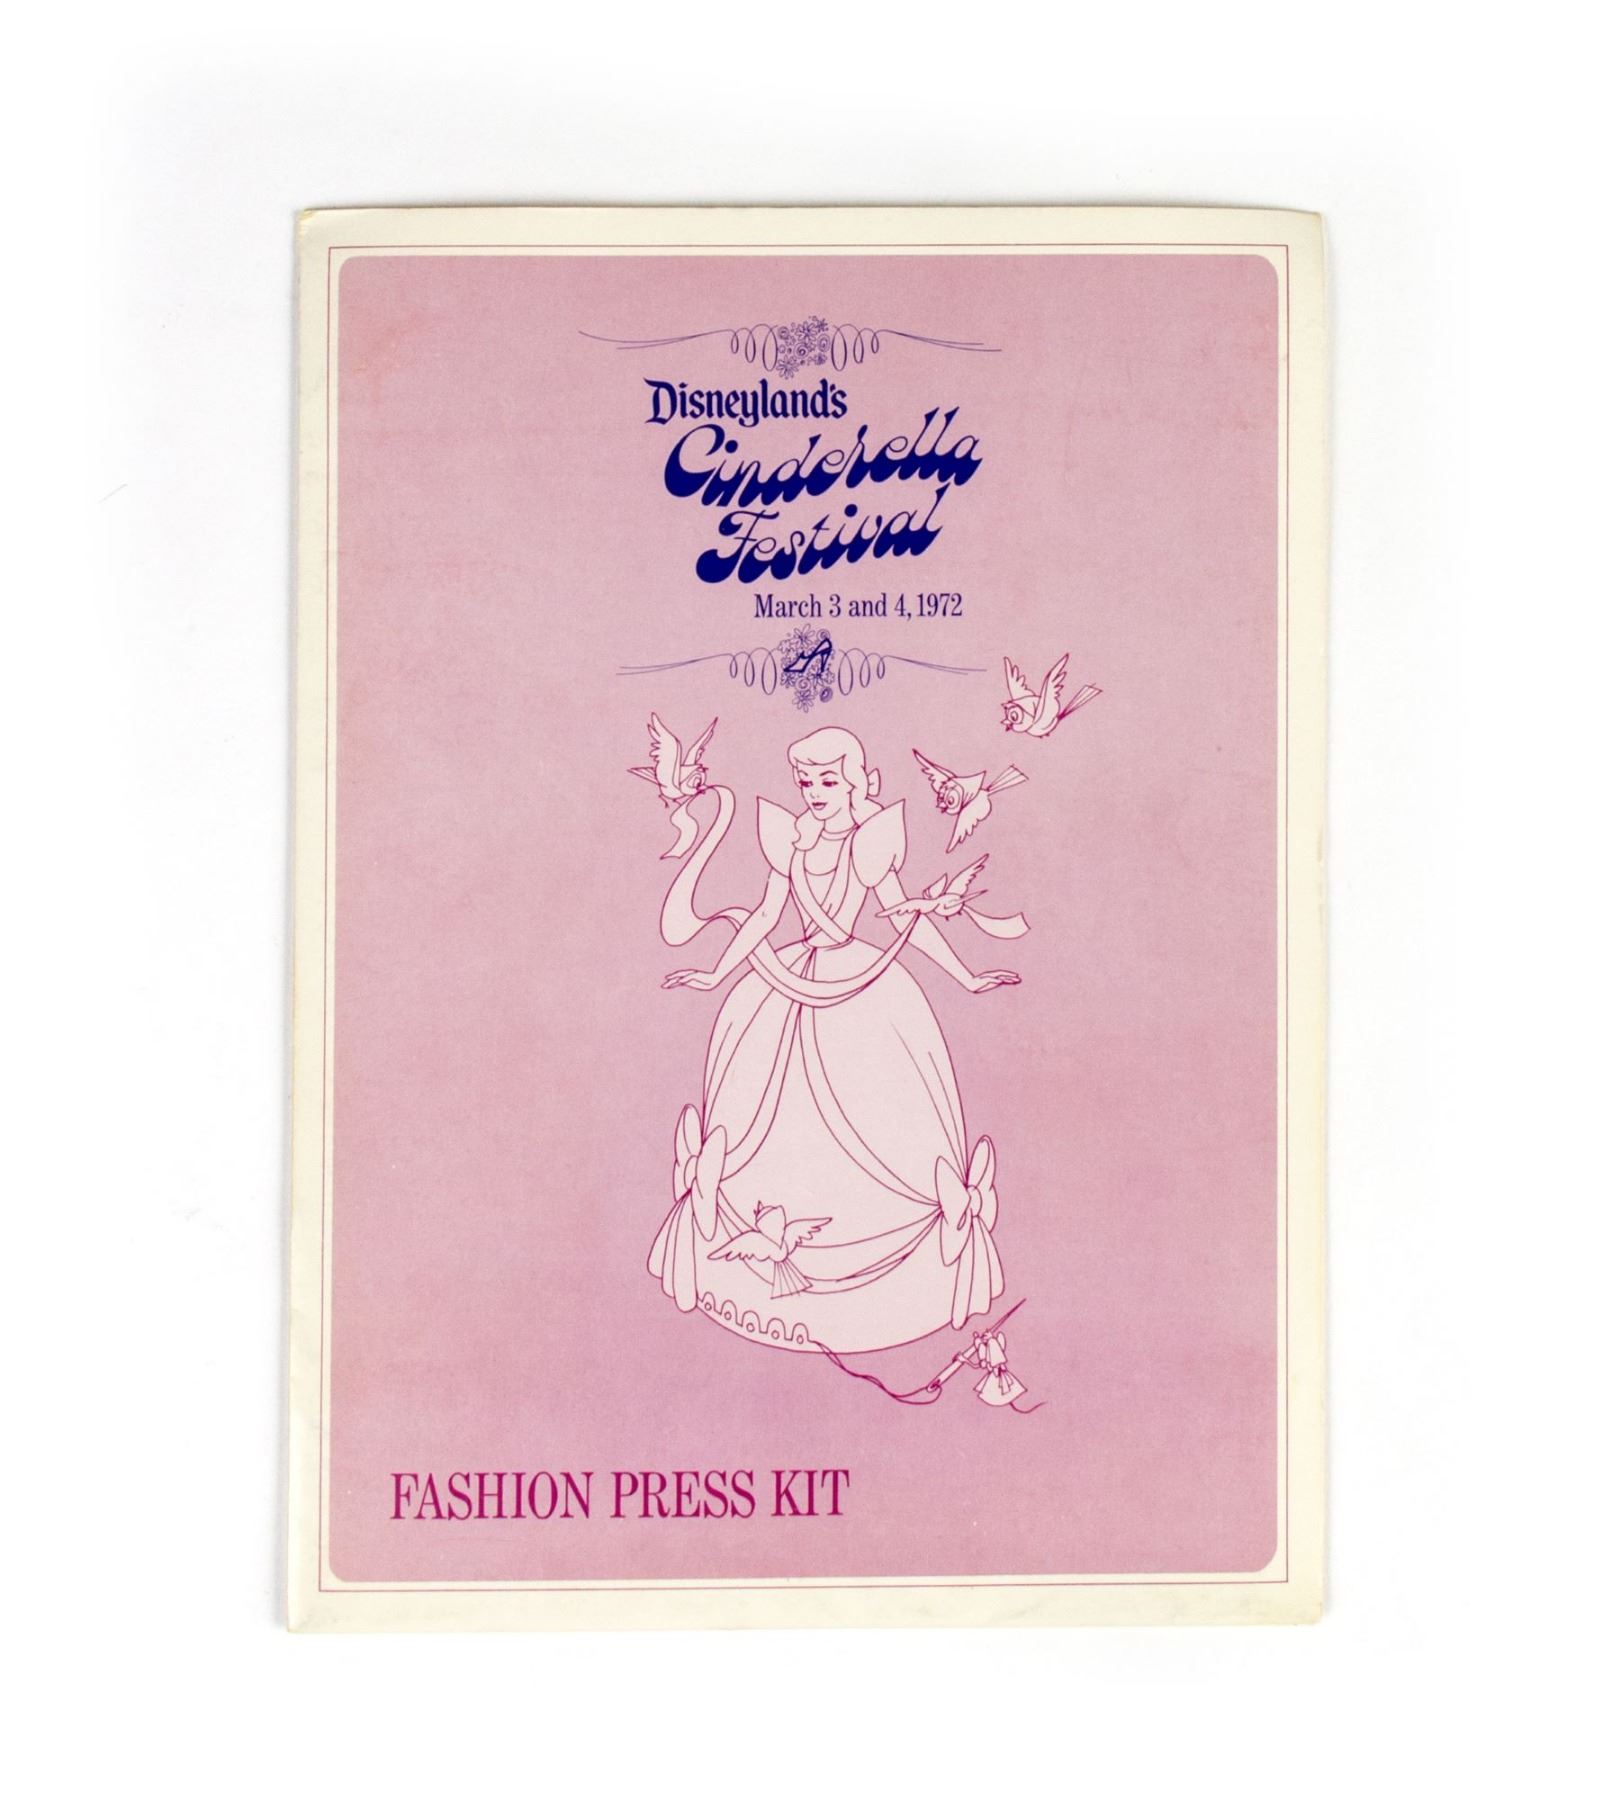 Disneyland's
Cinderella
Festival
March 3 and 4, 1972
FASHION PRESS KIT